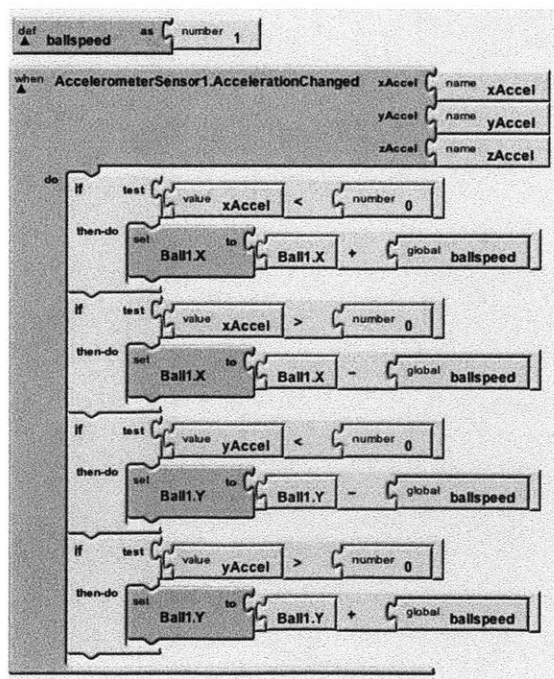 def ballspeed as number 1
when AccelerometerSensor1.AccelerationChanged xAccel name xAccel
yAccel name yAccel
zAccel name zAccel
do if test value xAccel < number 0
then-do set Ball1.X to Ball1.X + global ballspeed
if test value xAccel > number 0
then-do set Ball1.X to Ball1.X - global ballspeed
if test value yAccel < number 0
then-do set Ball1.Y to Ball1.Y - global ballspeed
if test value yAccel > number 0
then-do set Ball1.Y to Ball1.Y + global ballspeed